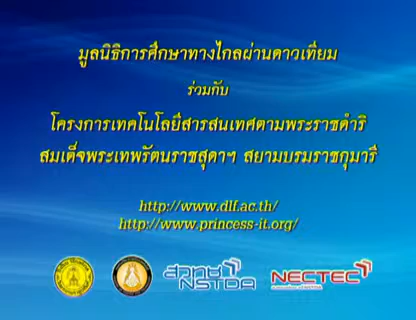 มูลนิธิการศึกษาทางไกลผ่านดาวเทียม
ร่วมกับ
โครงการเทคโนโลยีสารสนเทศตามพระราชดำริ
สมเด็จพระเทพรัตนราชสุดาฯ สยามบรมราชกุมารี
http://www.dlf.ac.th/
http://www.princess-it.org/
สวทช
NSTDA
NECTEC